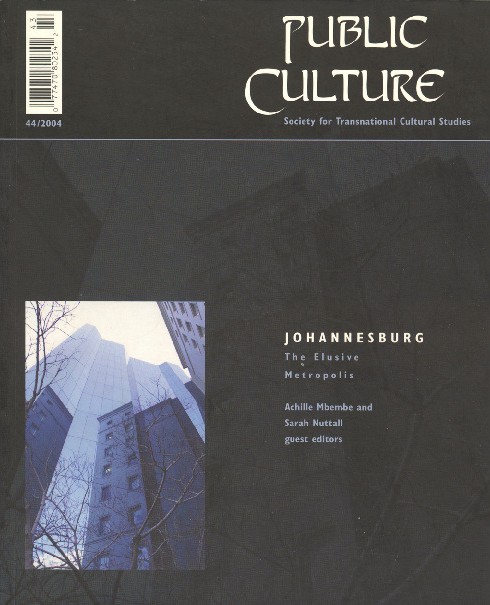 PUBLIC
CULTURE
Society for Transnational Cultural Studies
44/2004
JOHANNESBURG
The Elusive
Metropolis
Achille Mbembe and
Sarah Nuttall
guest editors